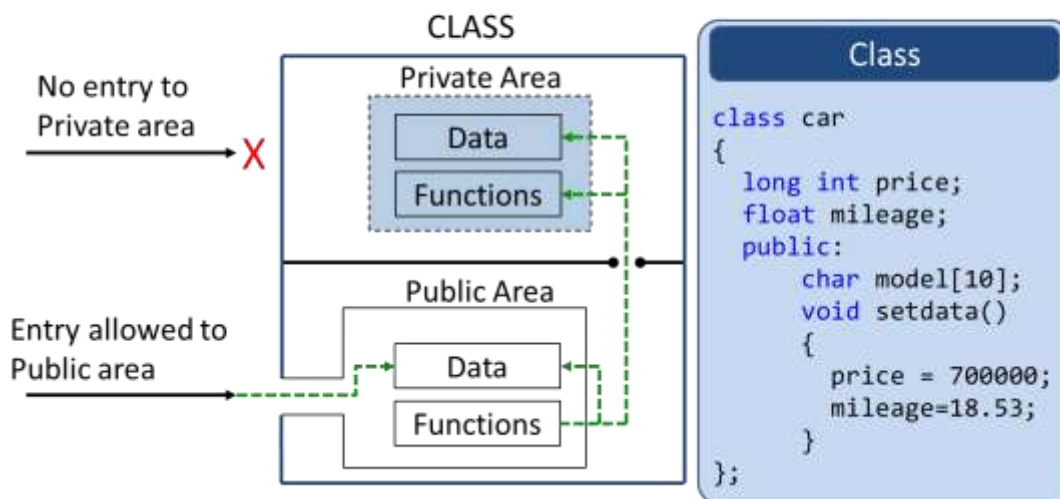 CLASS
No entry to
Private area
X
Private Area
Data
Functions
Entry allowed to
Public area
Public Area
Data
Functions
Class
class car
{
long int price;
float mileage;
public:
char model[10];
void setdata()
{
price = 700000;
mileage=18.53;
}
};